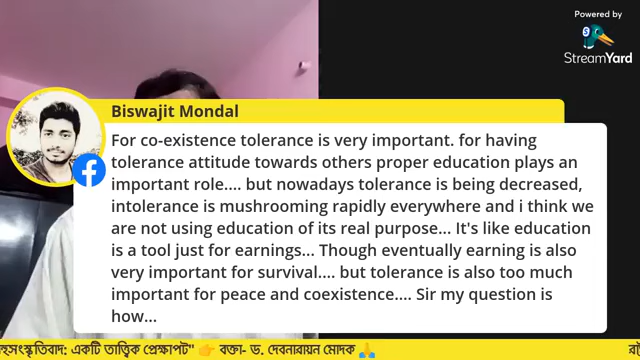 Powered by
StreamYard
Biswajit Mondal
For co-existence tolerance is very important. for having
tolerance attitude towards others proper education plays an
important role.... but nowadays tolerance is being decreased,
intolerance is mushrooming rapidly everywhere and i think we
are not using education of its real purpose... It's like education
is a tool just for earnings... Though eventually earning is also
very important for survival.... but tolerance is also too much
important for peace and coexistence.... Sir my question is
how...
একটি তাত্ত্বিক প্রেক্ষাপট" 👉 বক্তা- ড. দেবনারায়ন মোদক 🙏